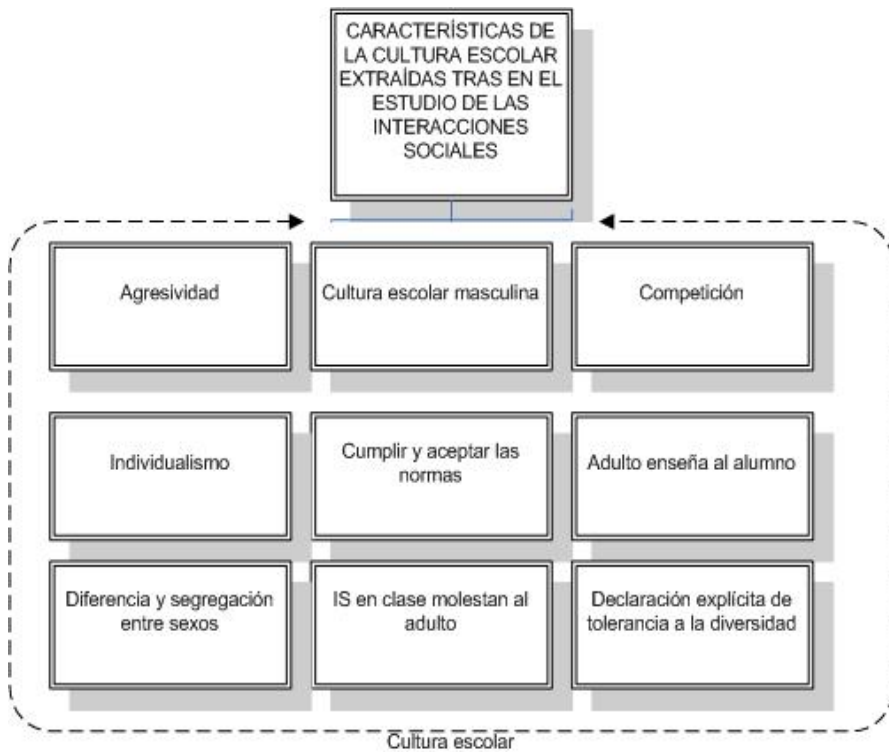 CARACTERÍSTICAS DE
LA CULTURA ESCOLAR
EXTRAÍDAS TRAS EN EL
ESTUDIO DE LAS
INTERACCIONES
SOCIALES
Agresividad
Cultura escolar masculina
Competición
Individualismo
Cumplir y aceptar las
normas
Adulto enseña al alumno
Diferencia y segregación
entre sexos
IS en clase molestan al
adulto
Declaración explícita de
tolerancia a la diversidad
Cultura escolar